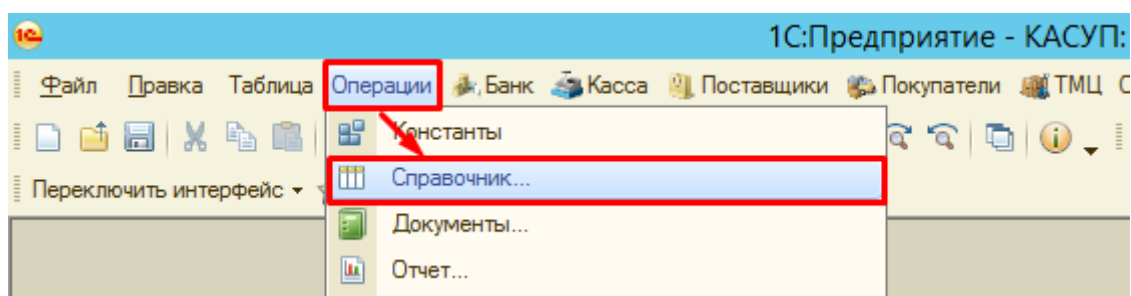 1С:Предприятие - КАСУП:
Файл Правка Таблица Операции Банк Касса Поставщики Покупатели ТМЦ
Константы
Переключить интерфейс
Справочник...
Документы...
Отчет...